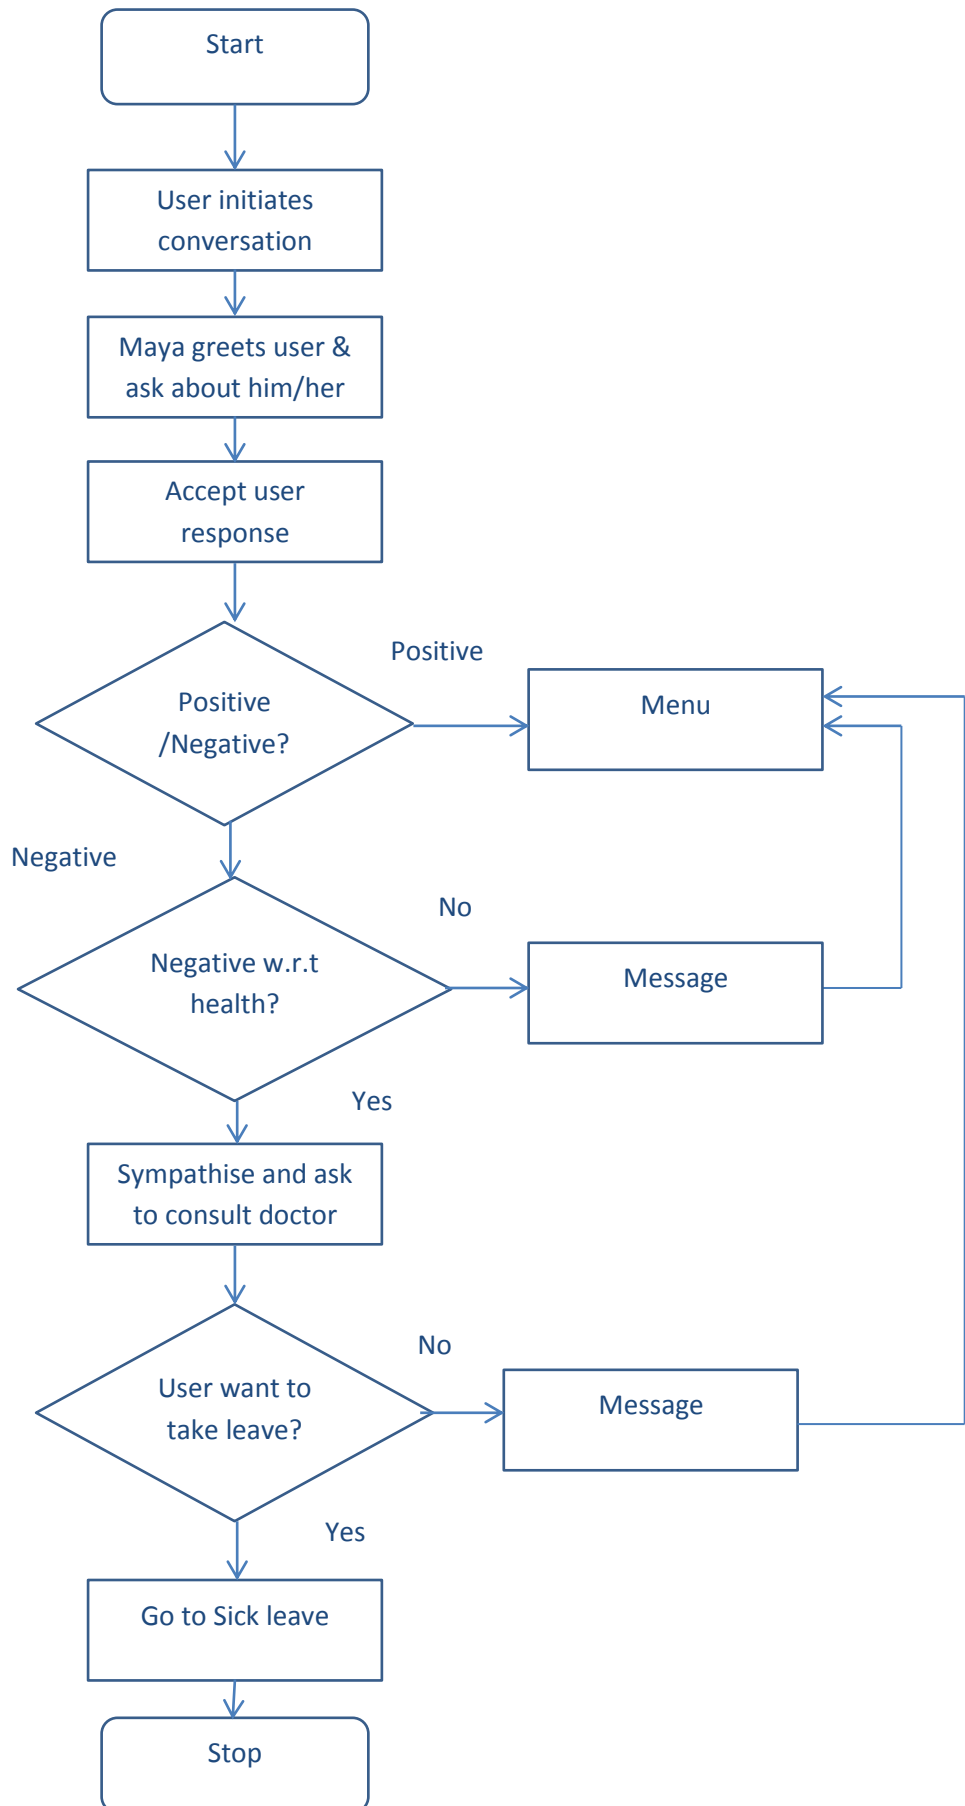 Start
User initiates
conversation
Maya greets user &
ask about him/her
Accept user
response
Positive
/Negative?
Positive
Menu
Negative
Negative w.r.t
health?
No
Message
Yes
Sympathise and ask
to consult doctor
User want to
take leave?
No
Message
Yes
Go to Sick leave
Stop